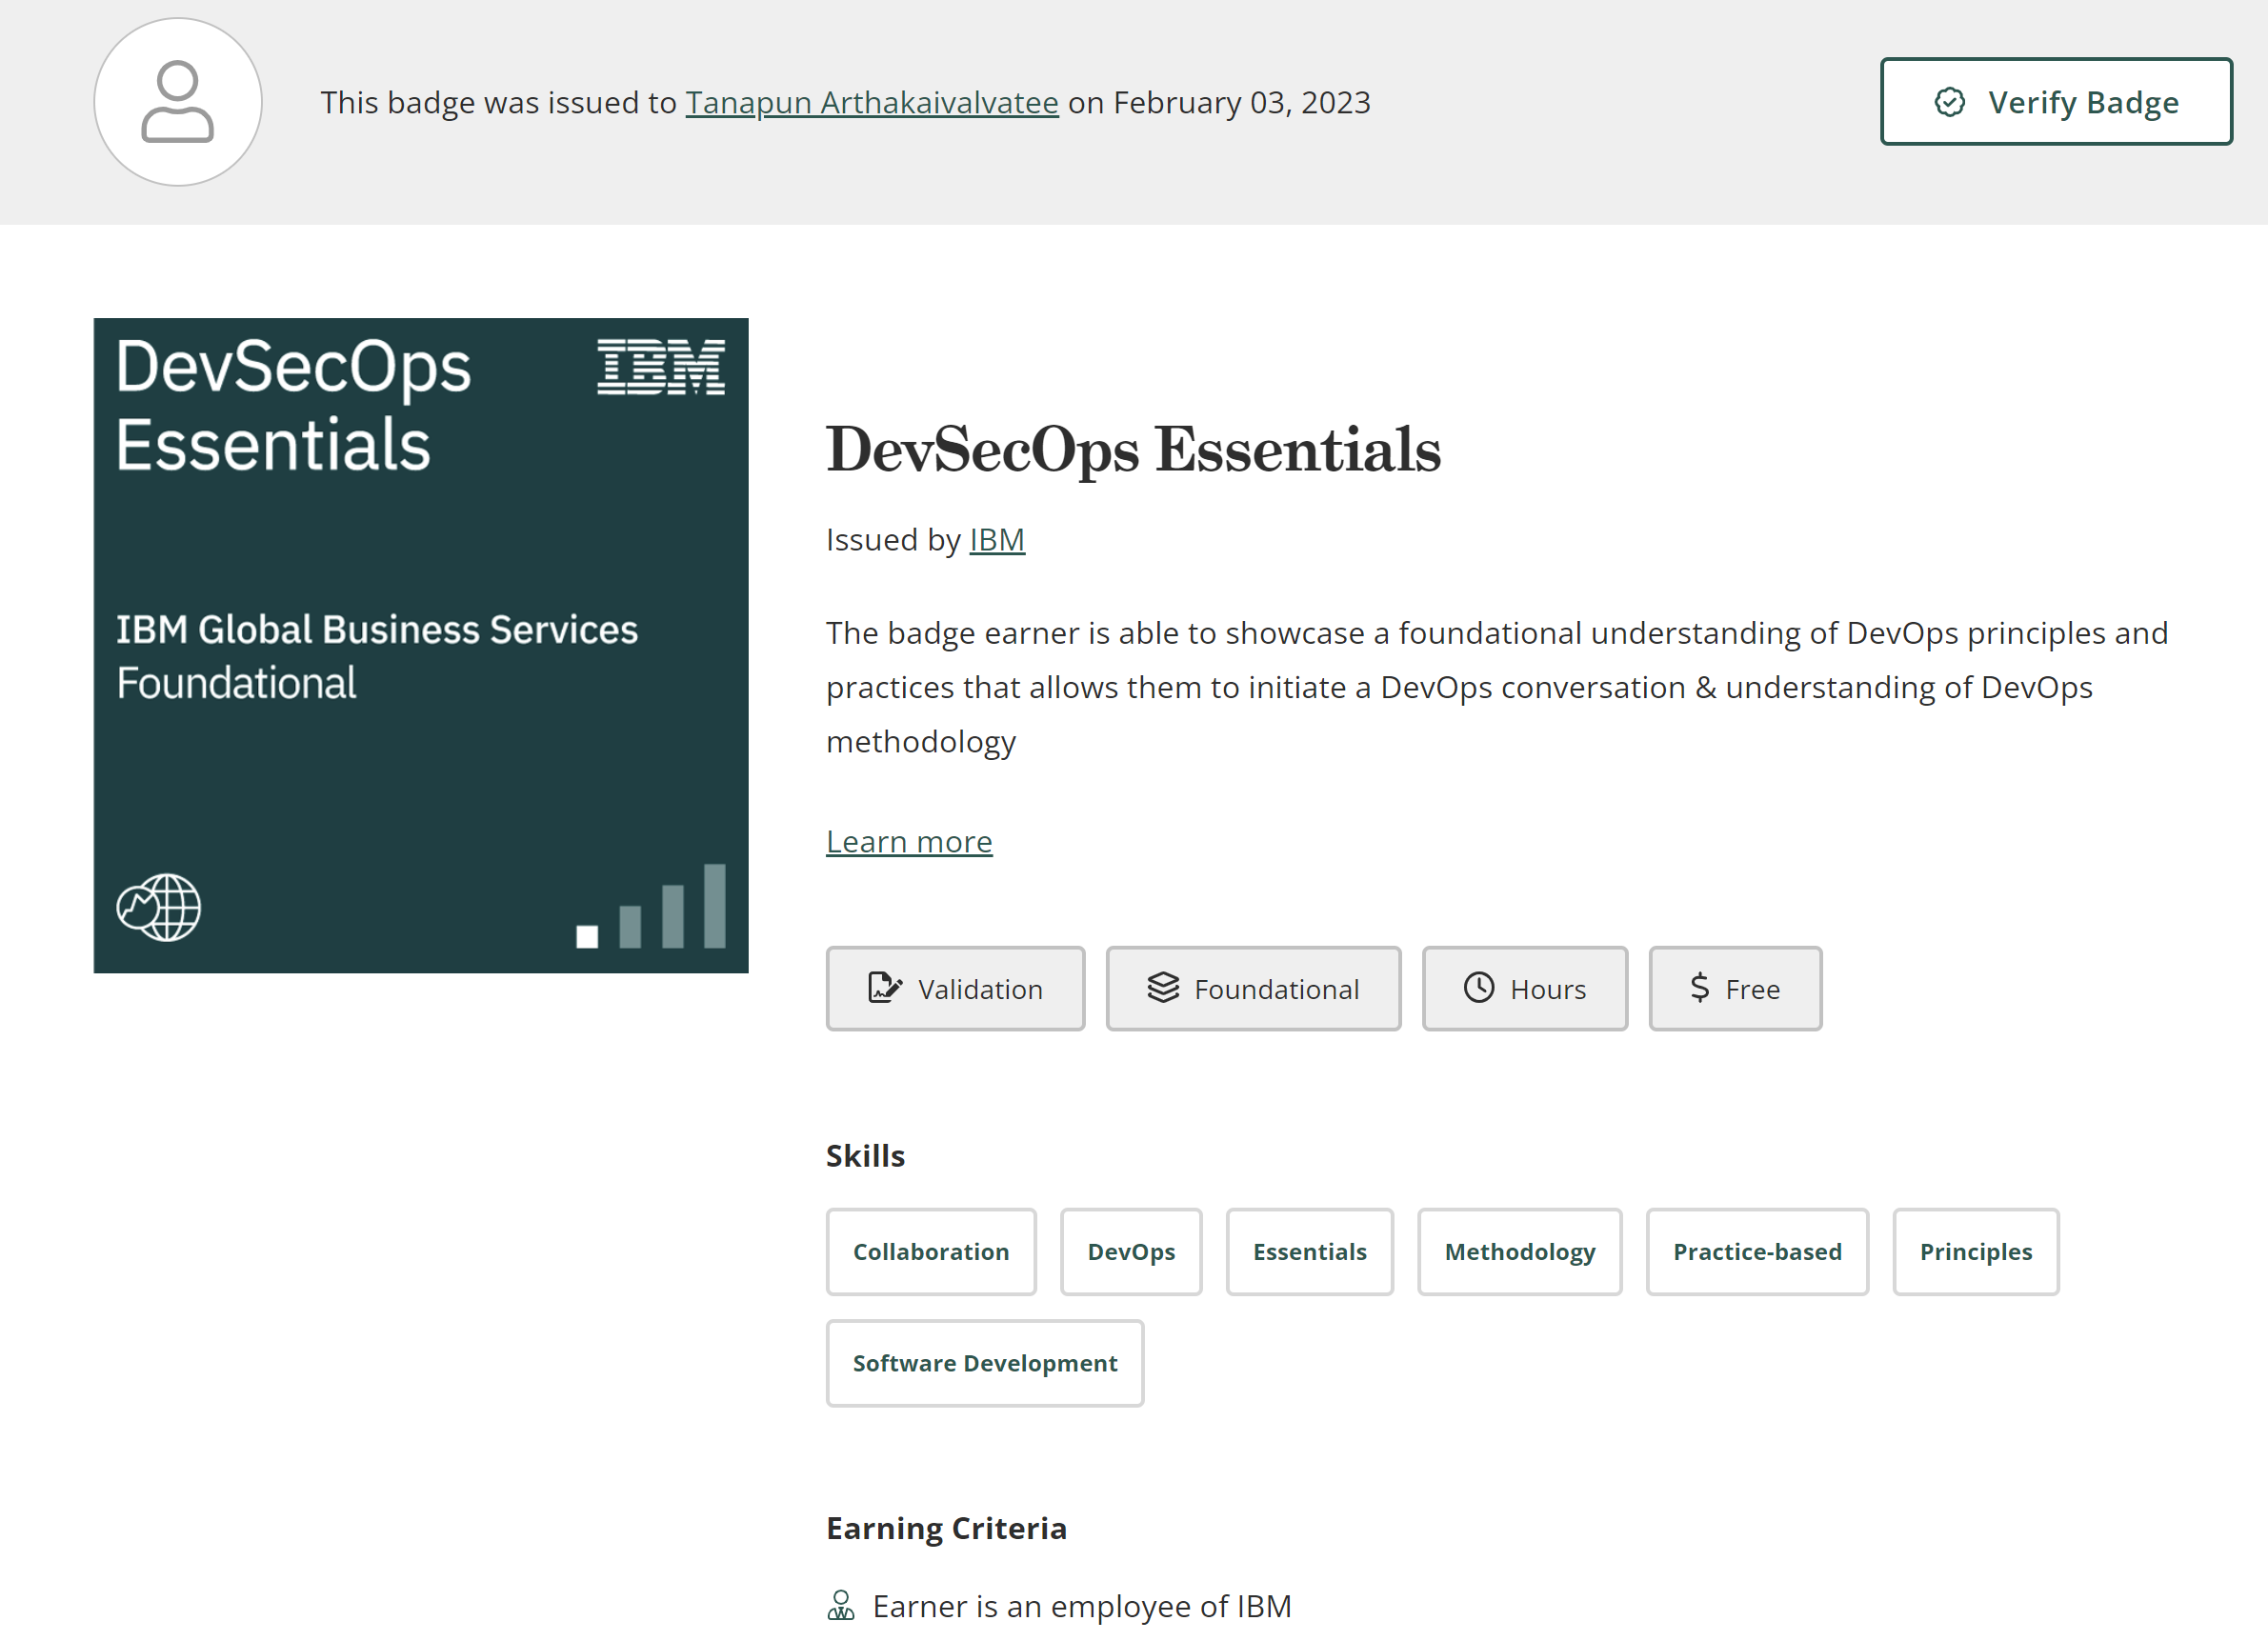 This badge was issued to Tanapun Arthakaivalvatee on February 03, 2023
Verify Badge
DevSecOps
Essentials
IBM
IBM Global Business Services
Foundational
DevSecOps Essentials
Issued by IBM
The badge earner is able to showcase a foundational understanding of DevOps principles and
practices that allows them to initiate a DevOps conversation & understanding of DevOps
methodology
Learn more
Validation
Foundational
Hours
$ Free
Skills
Collaboration
DevOps
Essentials
Methodology
Practice-based
Principles
Software Development
Earning Criteria
Earner is an employee of IBM